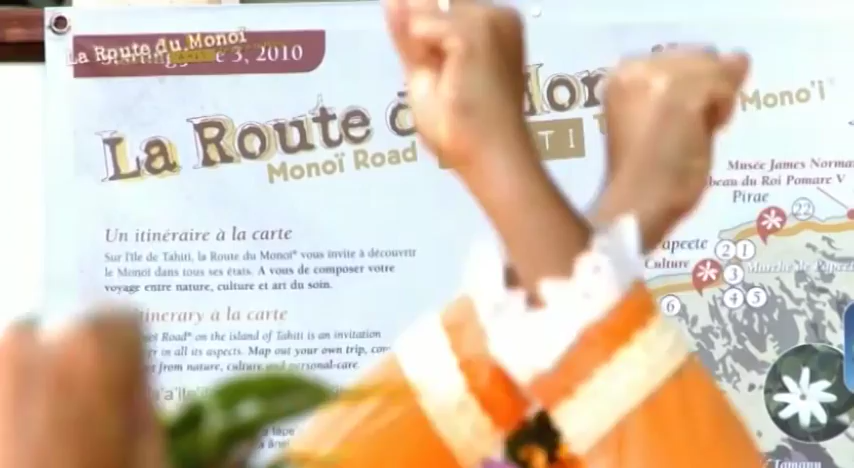 La Route du Monoï
3, 2010
La Route
Monoï Road
Mono'i
Un itinéraire à la carte
Sur l'île de Tahiti, la Route du Monoï vous invite à découvrir
le Monoï dans tous ses états. A vous de composer votre
voyage entre nature, culture et art du soin.
itinerary à la carte
Road on the island of Tahiti is an invitation
in all its aspects. Map out your own trip,
from nature, culture and personal-care.
Musée James Norma
beau du Roi Pomare V
Pirae
22
apeete
2 1
Culture
3
4 5
6
Tamanu